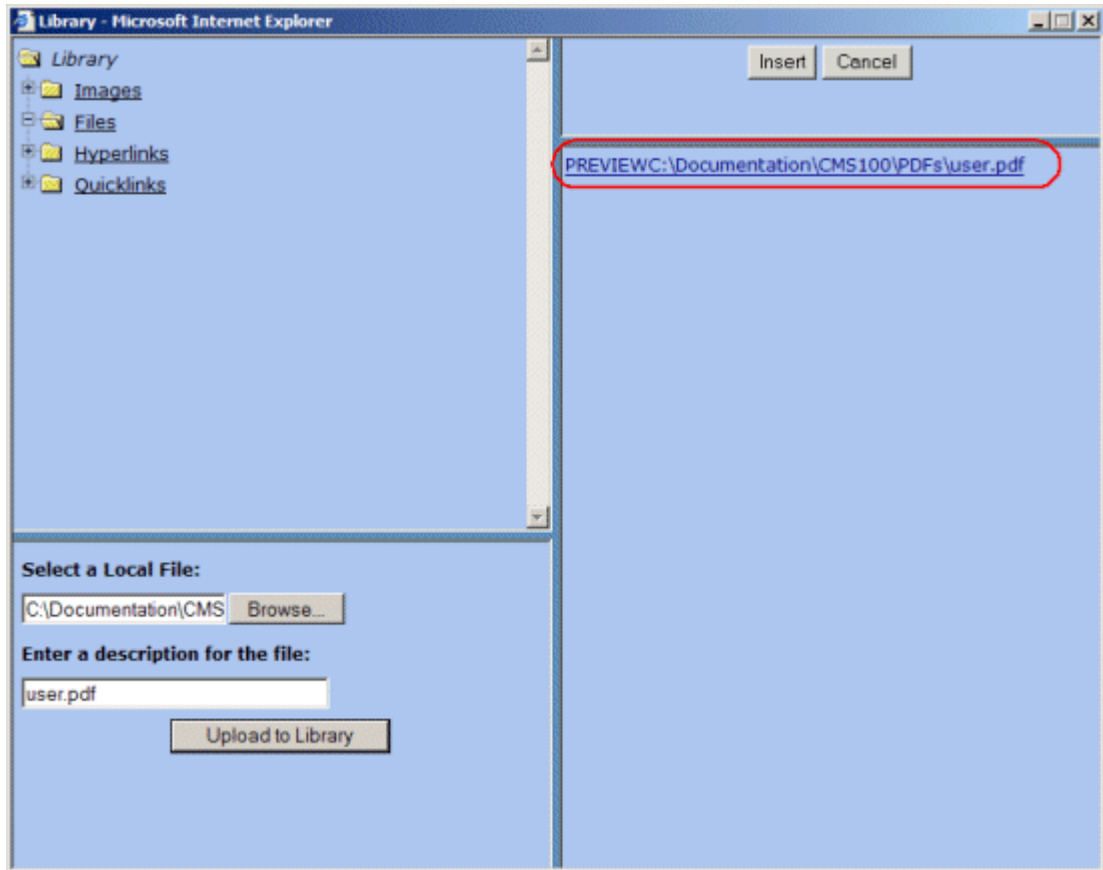 Library - Microsoft Internet Explorer
Library
Images
Files
Hyperlinks
Quicklinks
Insert Cancel
PREVIEWC:\Documentation\CMS100\PDFs\user.pdf
Select a Local File:
C:\Documentation\CMS Browse...
Enter a description for the file:
user.pdf
Upload to Library